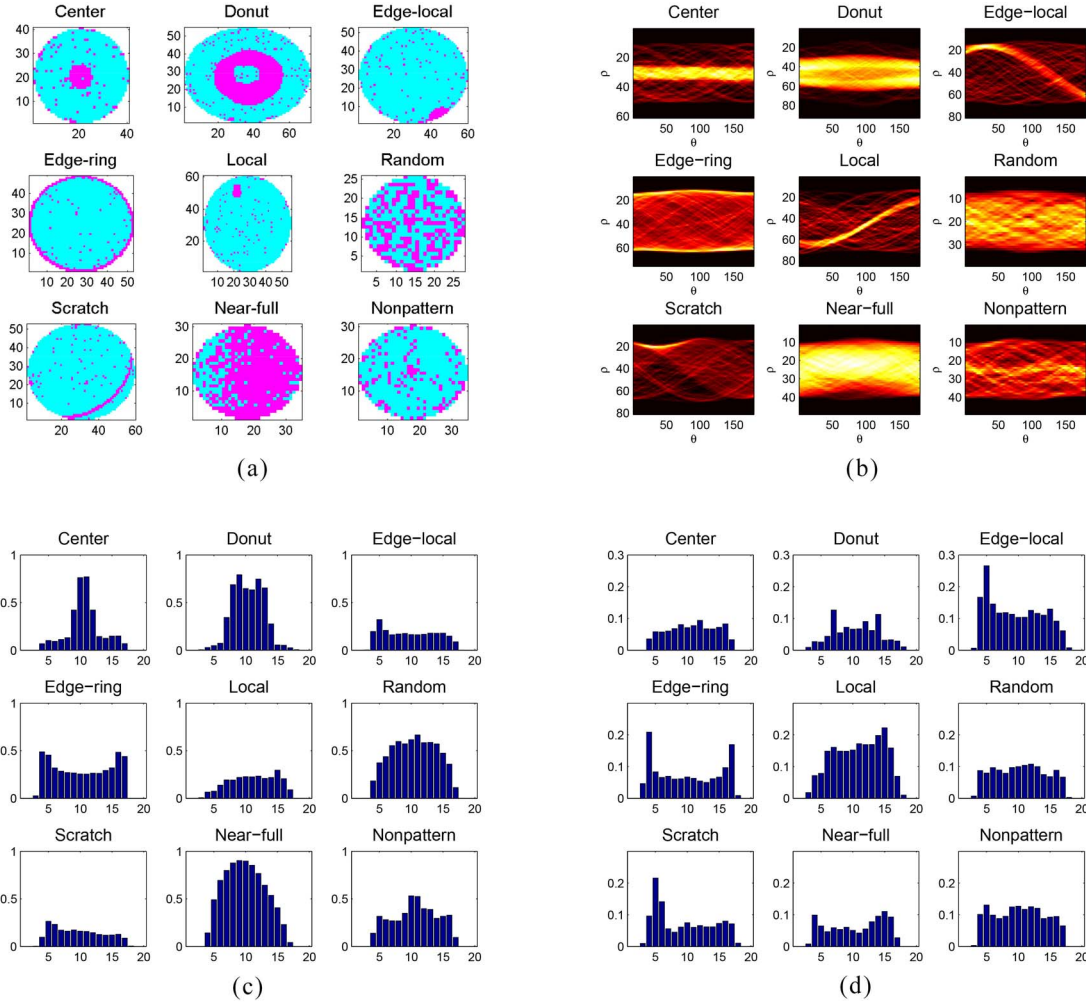 Center Donut Edge-local
40 30 20 10
50 40 30 20 10
50 40 30 20 10
20 40
20 40 60
20 40
Edge-ring Local Random
40 30 20 10
60 40 20
25 20 15 10 5
10 20 30 40 50
10 20 30 40 50
5 10 15 20 25
Scratch Near-full Nonpattern
50 40 30 20 10
30 20 10
30 20 10
20 40 60
10 20 30
10 20 30
(a)
Center Donut Edge-local
ρ 20 40 60
ρ 20 40 60 80
ρ 20 40 60 80
50 100 150
50 100 150
50 100 150
θ θ θ
Edge-ring Local Random
ρ 20 40 60 80
ρ 20 40 60 80
ρ 10 20 30
50 100 150
50 100 150
50 100 150
θ θ θ
Scratch Near-full Nonpattern
ρ 20 40 60 80
ρ 10 20 30 40
ρ 10 20 30 40
50 100 150
50 100 150
50 100 150
θ θ θ
(b)
Center Donut Edge-local
1 0.5 0
1 0.5 0
1 0.5 0
5 10 15 20
5 10 15 20
5 10 15 20
Edge-ring Local Random
1 0.5 0
1 0.5 0
1 0.5 0
5 10 15 20
5 10 15 20
5 10 15 20
Scratch Near-full Nonpattern
1 0.5 0
1 0.5 0
1 0.5 0
5 10 15 20
5 10 15 20
5 10 15 20
(c)
Center Donut Edge-local
0.3 0.2 0.1 0
0.3 0.2 0.1 0
0.3 0.2 0.1 0
5 10 15 20
5 10 15 20
5 10 15 20
Edge-ring Local Random
0.2 0.1 0
0.2 0.1 0
0.2 0.1 0
5 10 15 20
5 10 15 20
5 10 15 20
Scratch Near-full Nonpattern
0.2 0.1 0
0.2 0.1 0
0.2 0.1 0
5 10 15 20
5 10 15 20
5 10 15 20
(d)